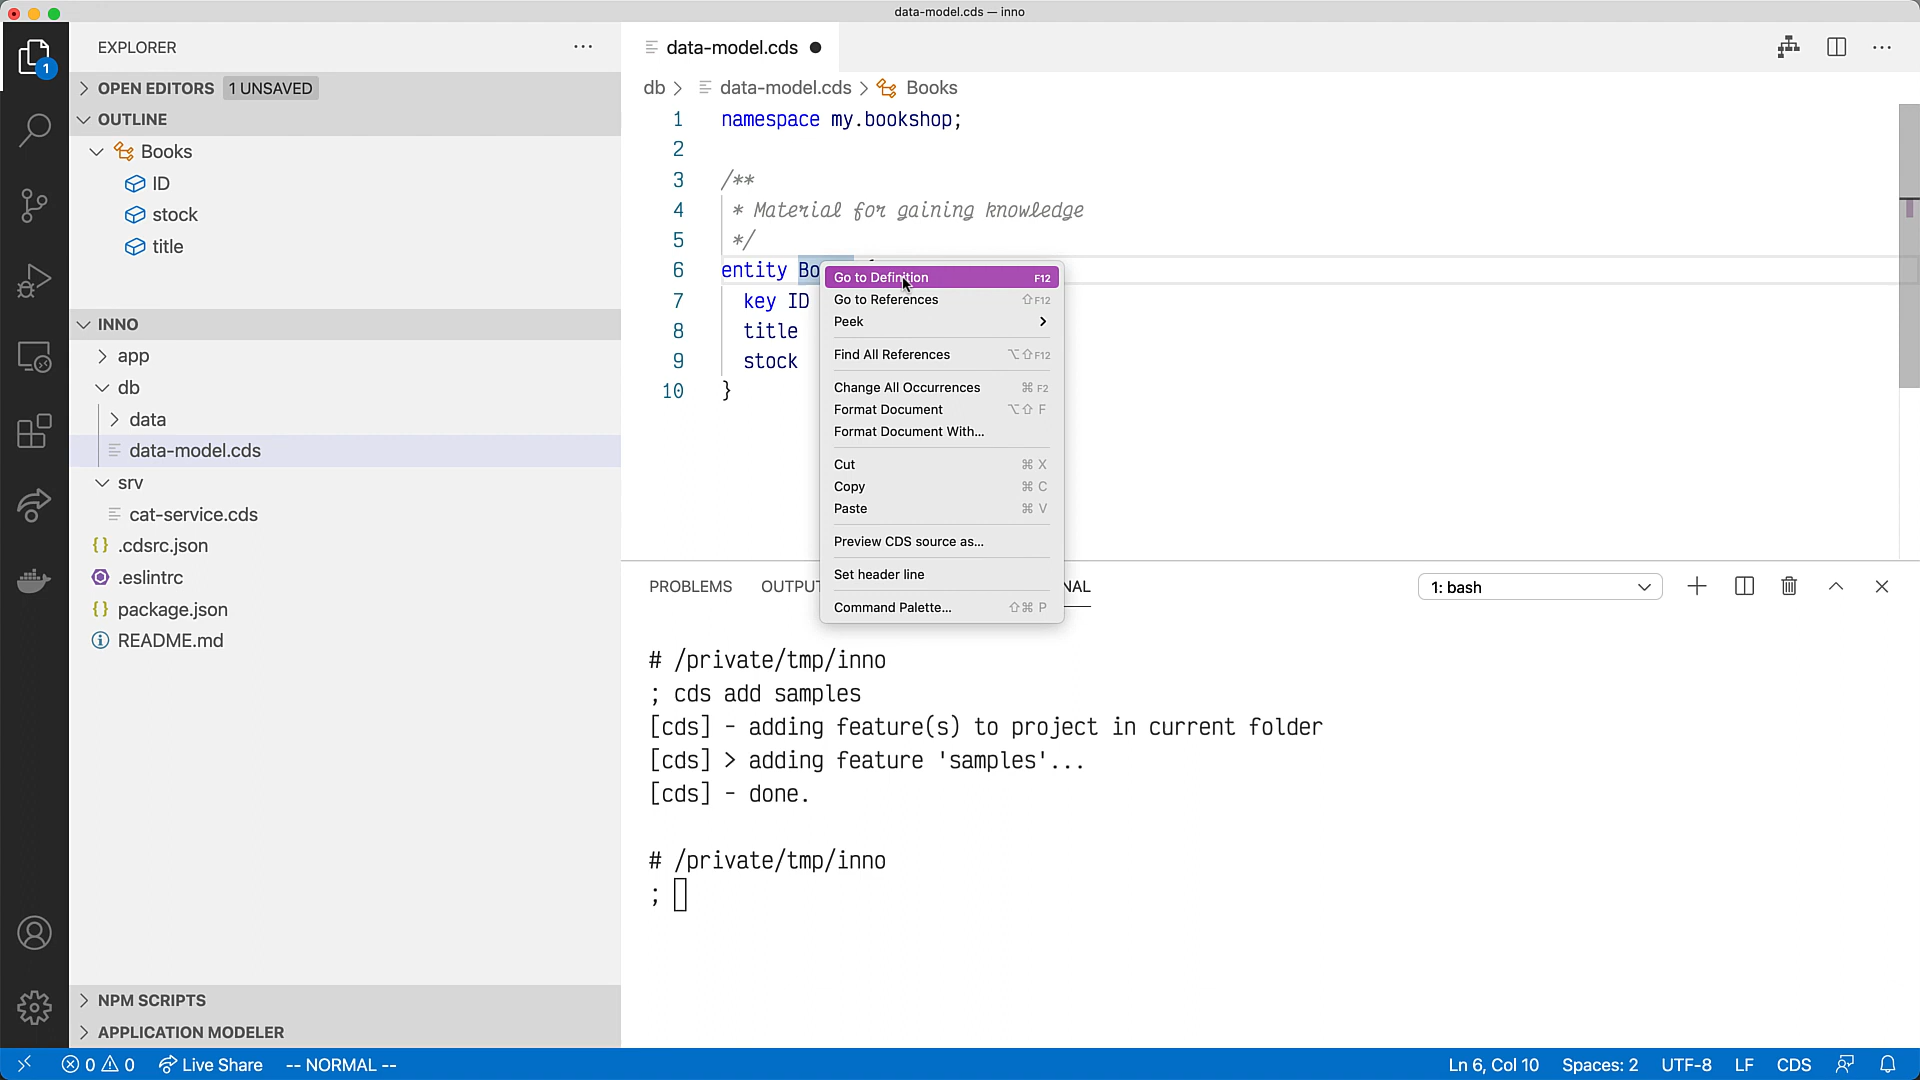 data-model.cds — inno
EXPLORER
1
OPEN EDITORS 1 UNSAVED
OUTLINE
Books
ID
stock
title
INNO
app
db
data
data-model.cds
srv
cat-service.cds
{} .cdsrc.json
.eslintrc
{} package.json
README.md
NPM SCRIPTS
APPLICATION MODELER
data-model.cds
db > data-model.cds > Books
1 namespace my.bookshop;
2
3 /**
4 * Material for gaining knowledge
5 */
6 entity Bo
7 key ID
8 title
9 stock
10 }
Go to Definition F12
Go to References ⇧F12
Peek >
Find All References ⌥⇧F12
Change All Occurrences ⌘ F2
Format Document ⌥⇧ F
Format Document With...
Cut ⌘ X
Copy ⌘ C
Paste ⌘ V
Preview CDS source as...
Set header line
Command Palette... ⇧⌘ P
PROBLEMS OUTPU NAL 1: bash
# /private/tmp/inno
; cds add samples
[cds] - adding feature(s) to project in current folder
[cds] > adding feature 'samples'...
[cds] - done.
# /private/tmp/inno
;
0 0 Live Share -- NORMAL -- Ln 6, Col 10 Spaces: 2 UTF-8 LF CDS